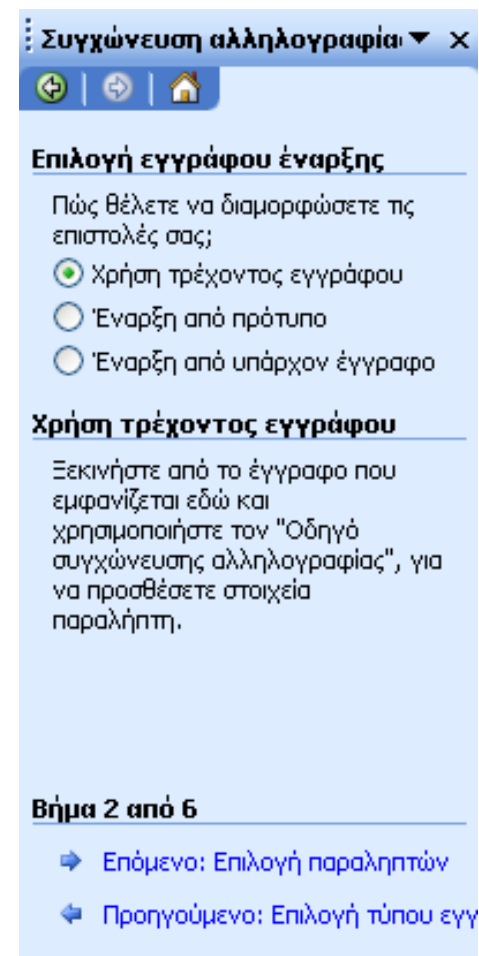 Συγχώνευση αλληλογραφία
Επιλογή εγγράφου έναρξης
Πώς θέλετε να διαμορφώσετε τις
επιστολές σας;
Χρήση τρέχοντος εγγράφου
Έναρξη από πρότυπο
Έναρξη από υπάρχον έγγραφο
Χρήση τρέχοντος εγγράφου
Ξεκινήστε από το έγγραφο που
εμφανίζεται εδώ και
χρησιμοποιήστε τον "Οδηγό
συγχώνευσης αλληλογραφίας", για
να προσθέσετε στοιχεία
παραλήπτη.
Βήμα 2 από 6
Επόμενο: Επιλογή παραληπτών
Προηγούμενο: Επιλογή τύπου εγγ